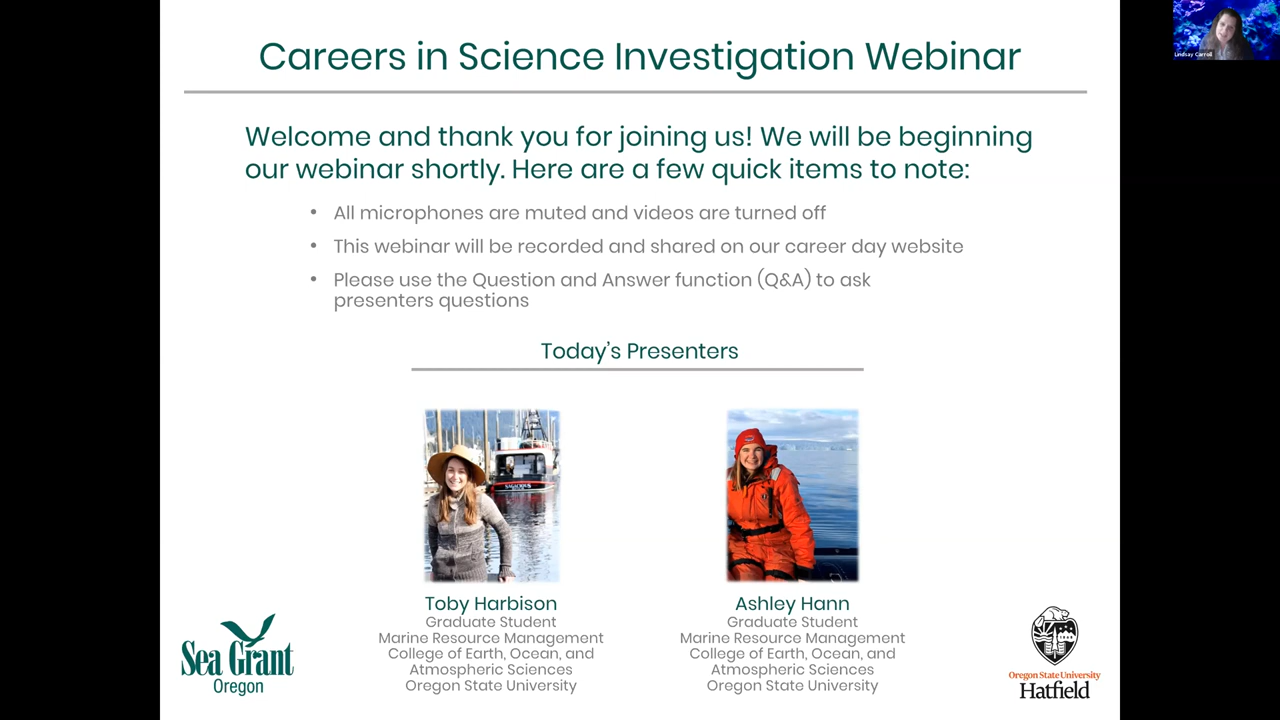 Careers in Science Investigation Webinar
Lindsay Carroll
Welcome and thank you for joining us! We will be beginning
our webinar shortly. Here are a few quick items to note:
• All microphones are muted and videos are turned off
• This webinar will be recorded and shared on our career day website
• Please use the Question and Answer function (Q&A) to ask
presenters questions
Today's Presenters
SAGACIOUS
Toby Harbison
Graduate Student
Marine Resource Management
College of Earth, Ocean, and
Atmospheric Sciences
Oregon State University
Ashley Hann
Graduate Student
Marine Resource Management
College of Earth, Ocean, and
Atmospheric Sciences
Oregon State University
Sea Grant
Oregon
Oregon State University
Hatfield